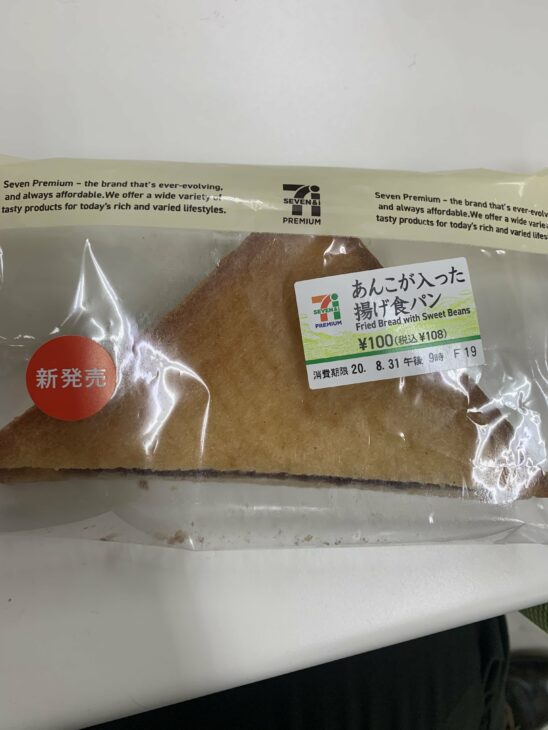 Seven Premium – the brand that's ever-evolving,
and always affordable. We offer a wide variety of
tasty products for today's rich and varied lifestyles.
SEVEN&i
PREMIUM
Seven Premium – the brand that's ever-evolv
and always affordable. We offer a wide varie
tasty products for today's rich and varied lifes
新発売
SEVEN&i
PREMIUM
あんこが入った
揚げ食パン
Fried Bread with Sweet Beans
¥100(税込¥108)
消費期限 20. 8. 31 午後 9時 F 19